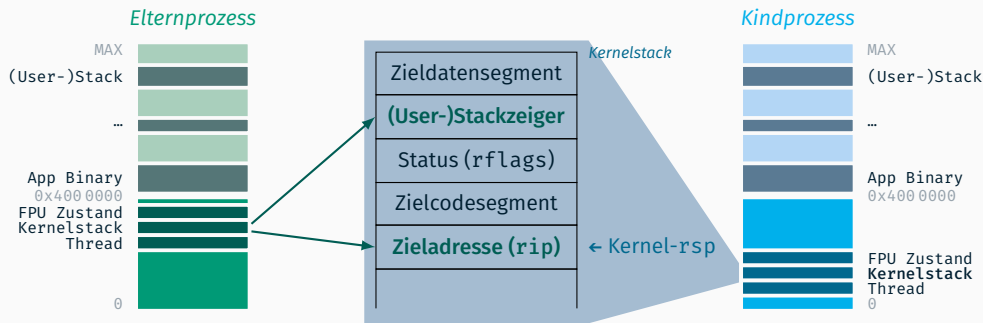 Elternprozess
MAX
(User-)Stack
…
App Binary
0x400 0000
FPU Zustand
Kernelstack
Thread
0
Kernelstack
Zieldatensegment
(User-)Stackzeiger
Status (rflags)
Zielcodesegment
Zieladresse (rip)
← Kernel-rsp
Kindprozess
MAX
(User-)Stack
…
App Binary
0x400 0000
FPU Zustand
Kernelstack
Thread
0